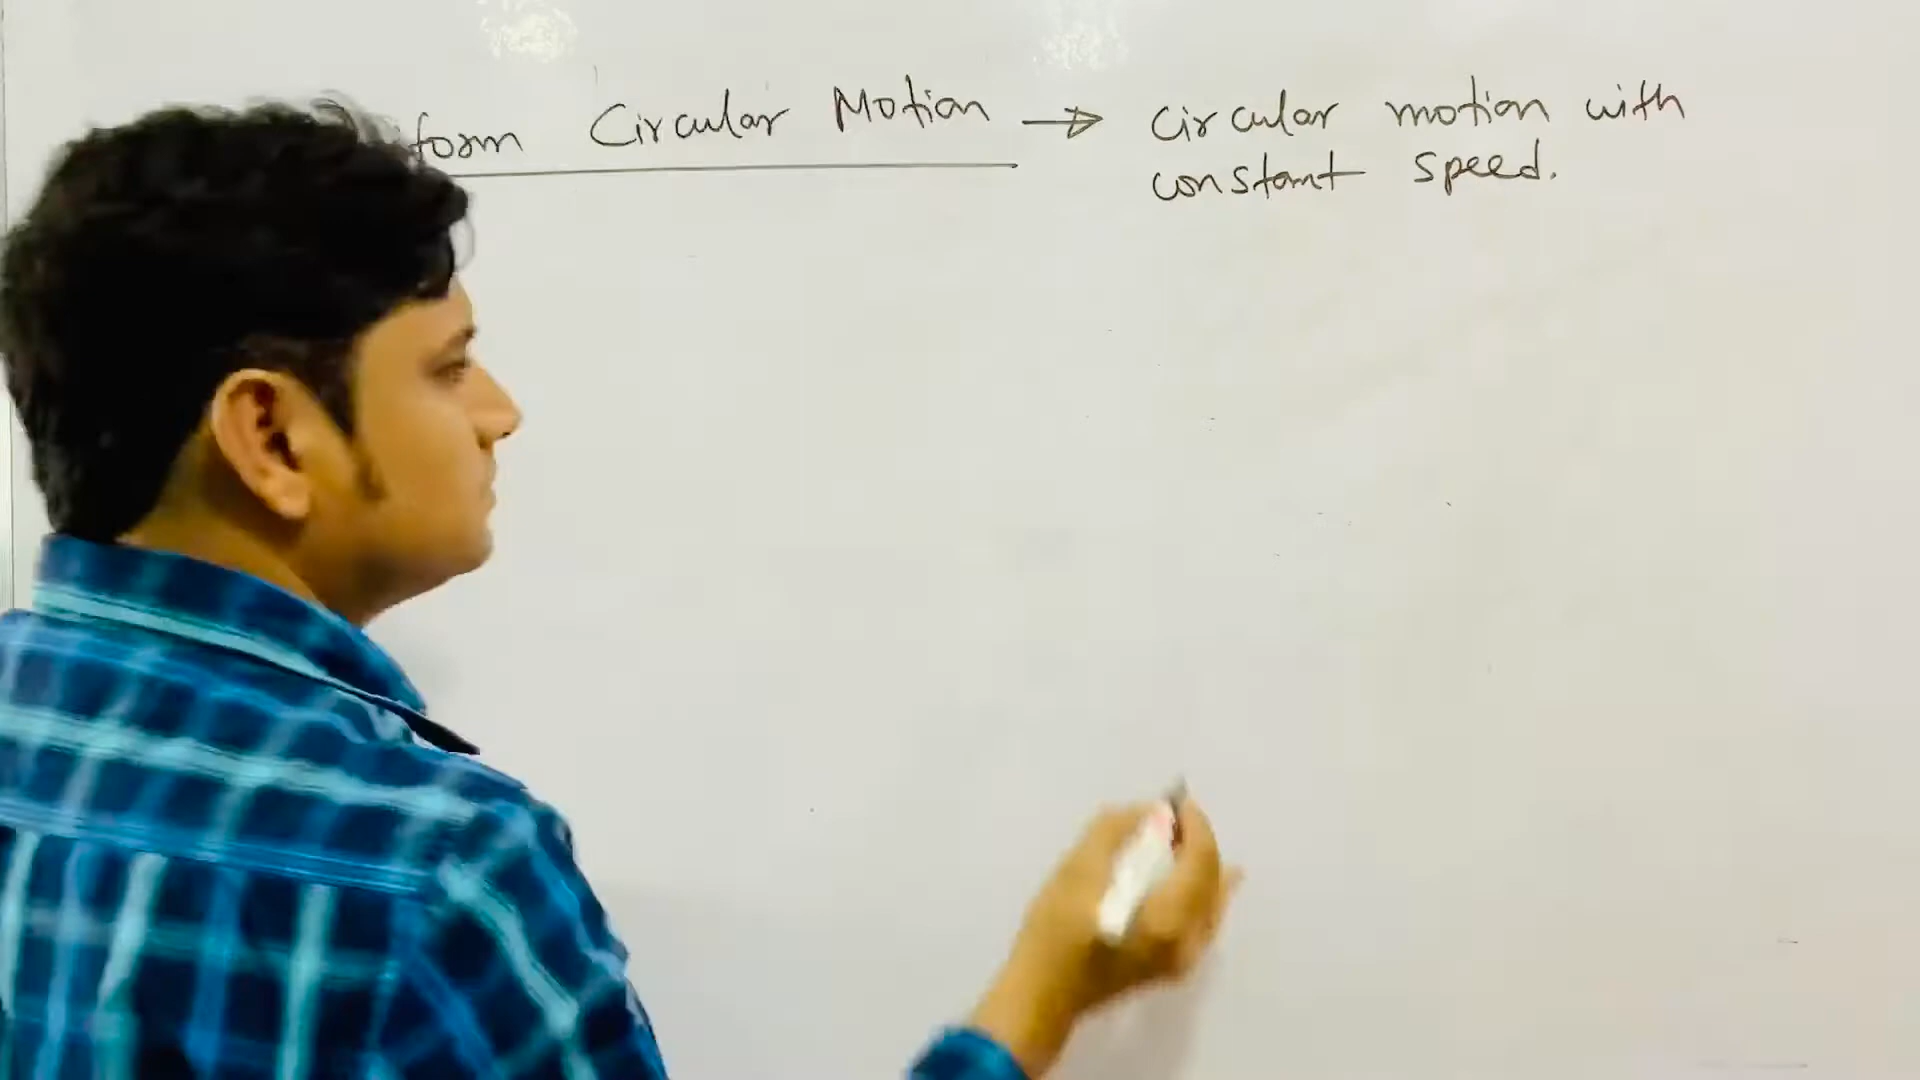 form Circular Motion → circular motion with
constant speed.